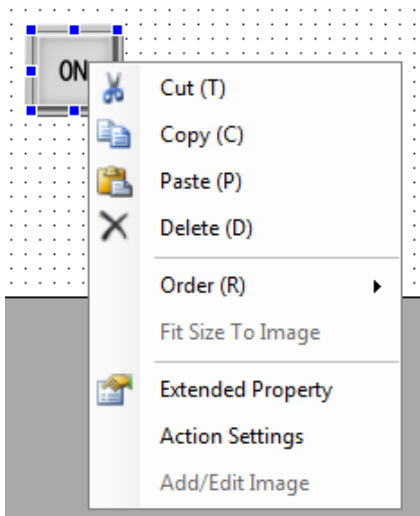 ON
Cut (T)
Copy (C)
Paste (P)
Delete (D)
Order (R)
Fit Size To Image
Extended Property
Action Settings
Add/Edit Image